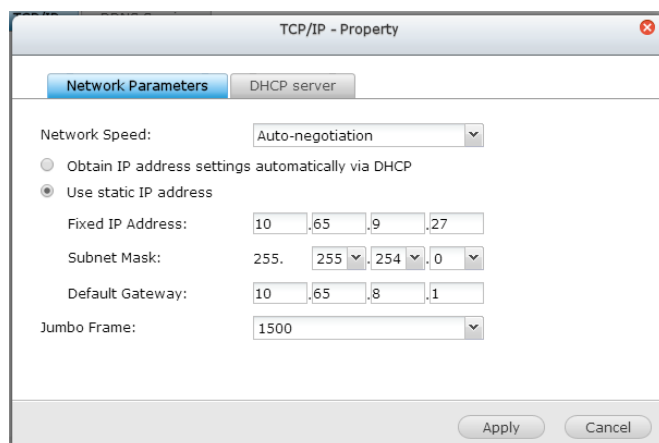 TCP/IP - Property
Network Parameters DHCP server
Network Speed: Auto-negotiation
Obtain IP address settings automatically via DHCP
Use static IP address
Fixed IP Address: 10 .65 .9 .27
Subnet Mask: 255. 255 . 254 . 0
Default Gateway: 10 .65 .8 .1
Jumbo Frame: 1500
Apply Cancel